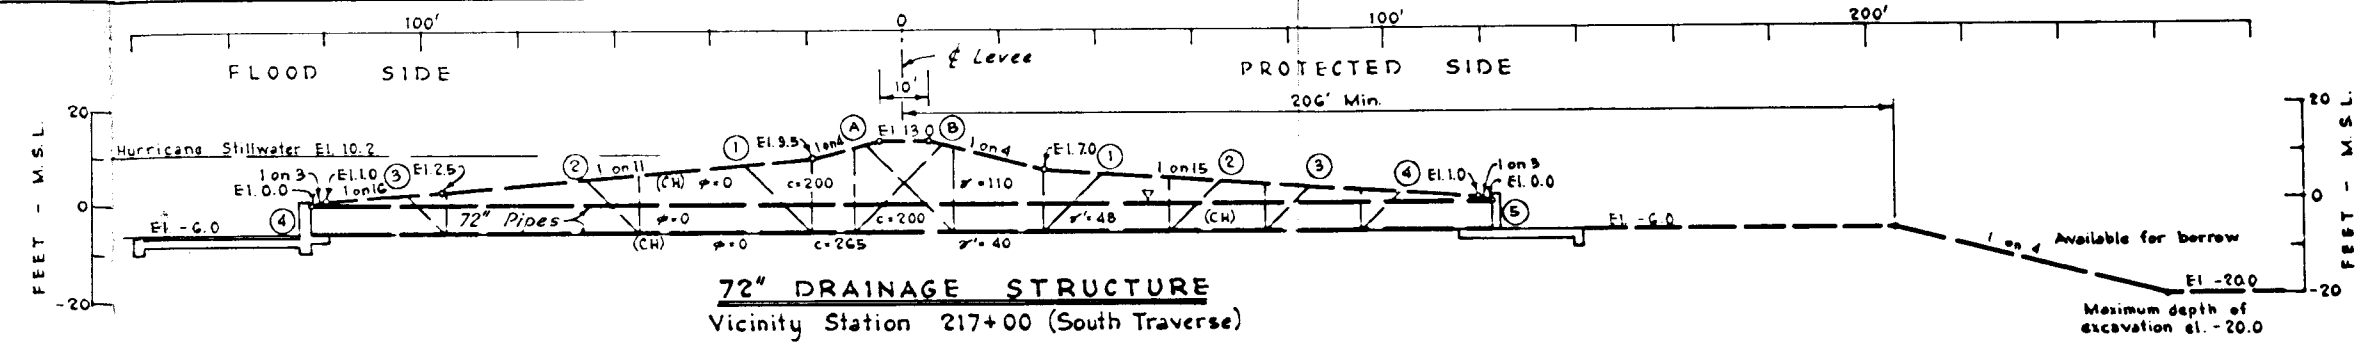 100' 0 100' 200'
FLOOD SIDE
₵ Levee
PROTECTED SIDE
10'
206' Min.
20 20
A El. 13.0 B
Hurricane Stillwater El. 10.2
1 El. 9.5 1 on 4 1 on 4 El. 7.0
1 on 3 El. 1.0 3 El. 2.5 2 1 on 11
El. 0.0 1 on 16
(CH) φ=0 c=200 γ=110
1 1 on 15 2 3 4 El. 1.0 1 on 3
El. 0.0
0 0
4 72" Pipes φ=0 c=200 γ'=48 (CH) 5
El. -6.0 El. -6.0
(CH) φ=0 c=265 γ'=40
1 on 4 Available for borrow
El. -20.0
-20 -20
FEET - M.S.L.
FEET - M.S.L.
72" DRAINAGE STRUCTURE
Vicinity Station 217+00 (South Traverse)
Maximum depth of
excavation el. -20.0